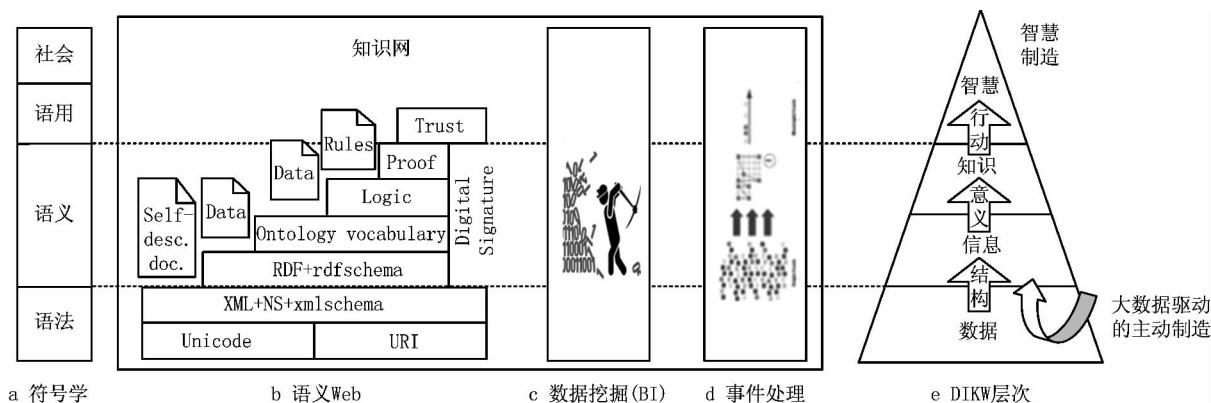 社会
语用
语义
语法
a 符号学
知识网
Trust
Rules
Proof
Data
Logic
Digital
Signature
Self-
desc.
doc.
Data
Ontology vocabulary
RDF+rdfschema
XML+NS+xmlschema
Unicode
URI
b 语义Web
c 数据挖掘(BI)
d 事件处理
智慧
制造
智慧
行动
知识
意义
信息
结构
数据
大数据驱动
的主动制造
e DIKW层次